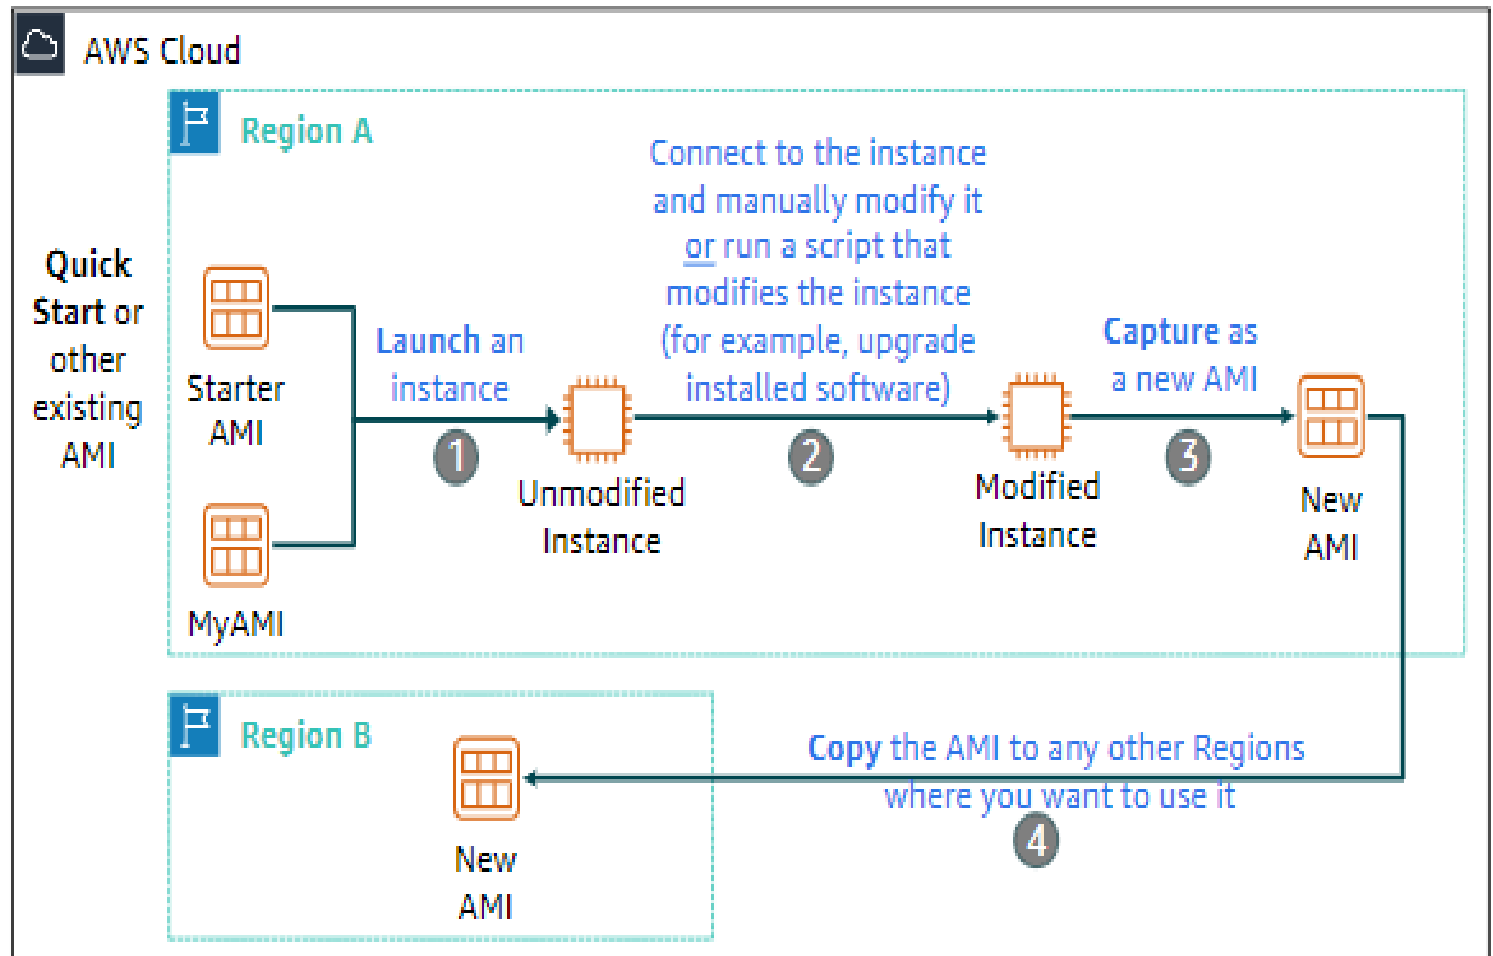 AWS Cloud
Region A
Connect to the instance
and manually modify it
or run a script that
modifies the instance
(for example, upgrade
installed software)
Quick
Start or
other
existing
AMI
Starter
AMI
MyAMI
Launch an
instance
1
Unmodified
Instance
2
Modified
Instance
Capture as
a new AMI
3
New
AMI
Region B
New
AMI
Copy the AMI to any other Regions
where you want to use it
4